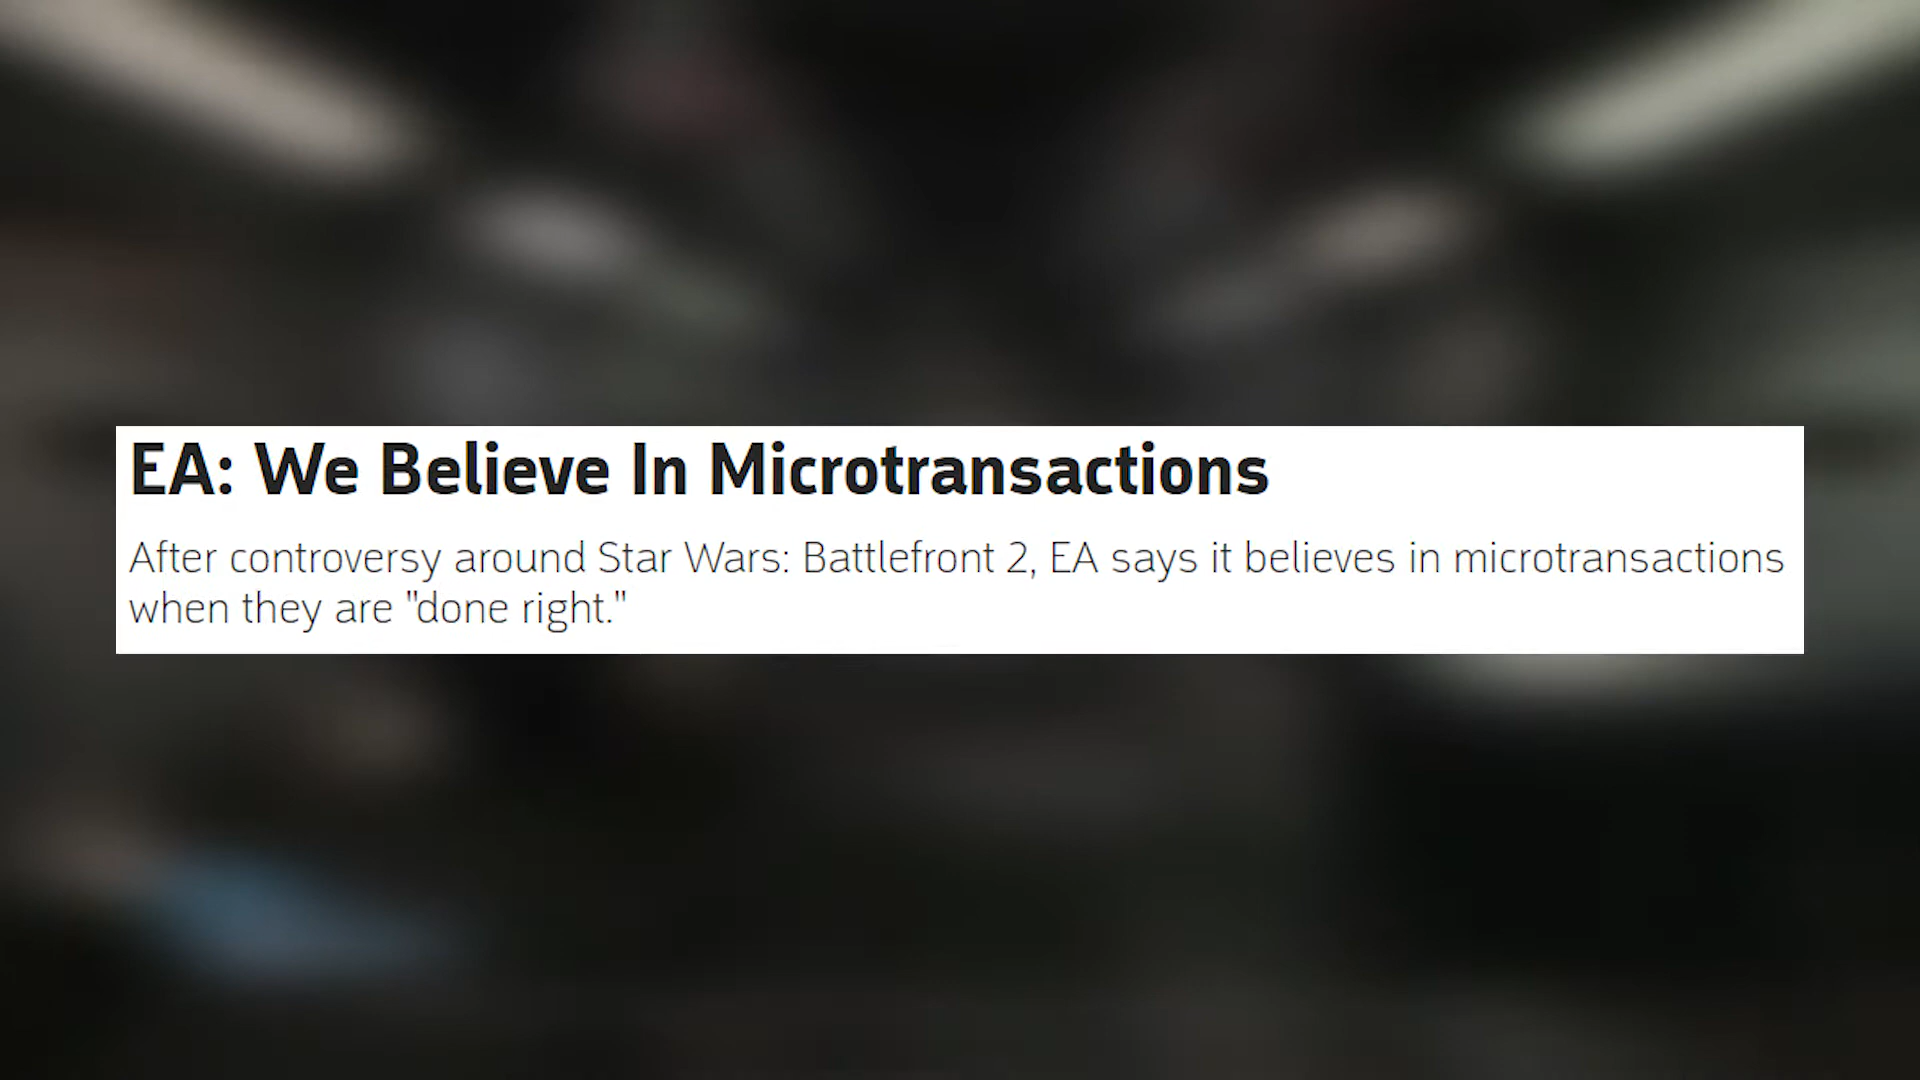 EA: We Believe In Microtransactions
After controversy around Star Wars: Battlefront 2, EA says it believes in microtransactions
when they are "done right."